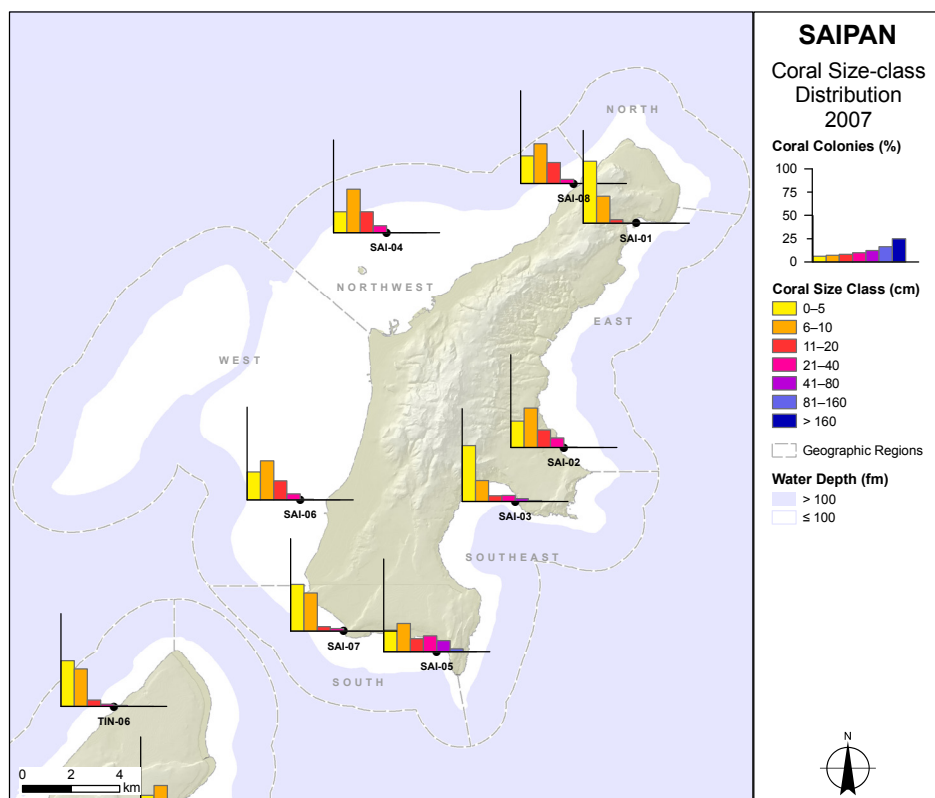 SAIPAN
Coral Size-class
Distribution
2007
Coral Colonies (%)
100
75
50
25
0
Coral Size Class (cm)
0–5
6–10
11–20
21–40
41–80
81–160
> 160
Geographic Regions
Water Depth (fm)
> 100
≤ 100
N
NORTH
SAI-08
SAI-01
SAI-04
NORTHWEST
EAST
WEST
SAI-02
SAI-06
SAI-03
SOUTHEAST
SAI-07
SAI-05
SOUTH
TIN-06
0 2 4
km